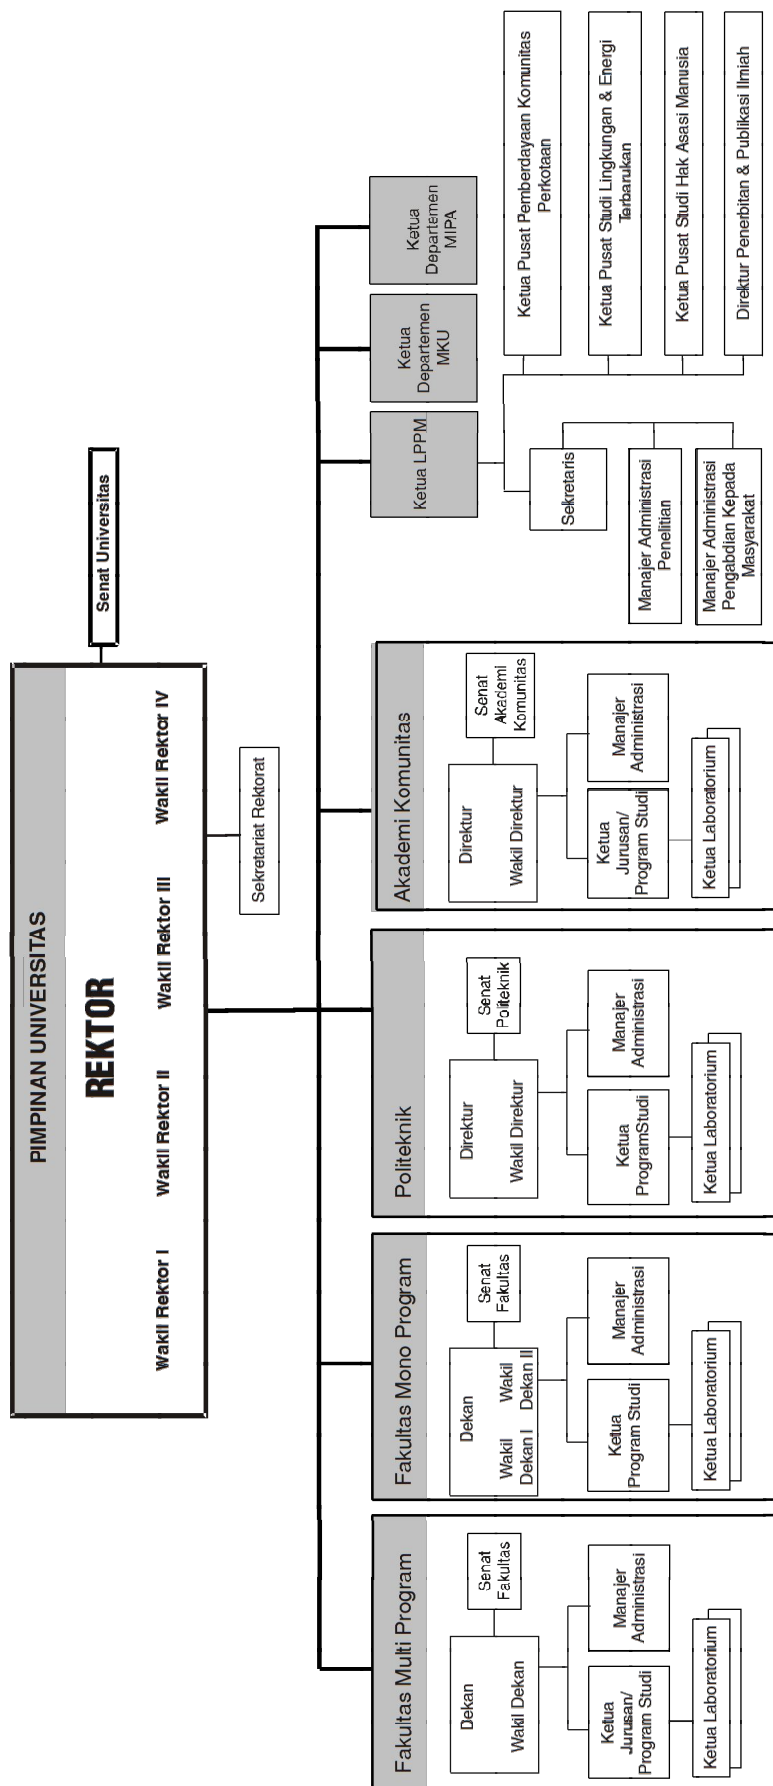 PIMPINAN UNIVERSITAS
REKTOR
Wakil Rektor I
Wakil Rektor II
Wakil Rektor III
Wakil Rektor IV
Senat Universitas
Sekretariat Rektorat
Fakultas Multi Program
Dekan
Wakil Dekan
Senat
Fakultas
Ketua
Jurusan/
Program Studi
Manajer
Administrasi
Ketua Laboratorium
Fakultas Mono Program
Dekan
Wakil
Dekan I
Wakil
Dekan II
Senat
Fakultas
Ketua
Program Studi
Manajer
Administrasi
Ketua Laboratorium
Politeknik
Direktur
Wakil Direktur
Senat
Politeknik
Ketua
ProgramStudi
Manajer
Administrasi
Ketua Laboratorium
Akademi Komunitas
Direktur
Wakil Direktur
Senat
Akademi
Komunitas
Ketua
Jurusan/
Program Studi
Manajer
Administrasi
Ketua Laboratorium
Ketua LPPM
Sekretaris
Manajer Administrasi
Penelitian
Manajer Administrasi
Pengabdian Kepada
Masyarakat
Ketua Pusat Pemberdayaan Komunitas
Perkotaan
Ketua Pusat Studi Lingkungan & Energi
Terbarukan
Ketua Pusat Studi Hak Asasi Manusia
Direktur Penerbitan & Publikasi Ilmiah
Ketua
Departemen
MKU
Ketua
Departemen
MIPA